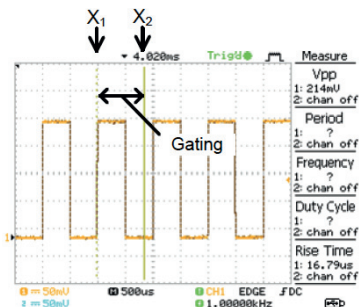 X₁ X₂
4.020ms Trig'd Measure
Vpp
1: 214mV
2: chan off
Period
1: ?
2: chan off
Frequency
1: ?
2: chan off
Duty Cycle
1: ?
2: chan off
Rise Time
1: 16.79us
2: chan off
Gating
1
1 = 50mV M 500us CH1 EDGE DC
2 = 50mV 1.00000kHz